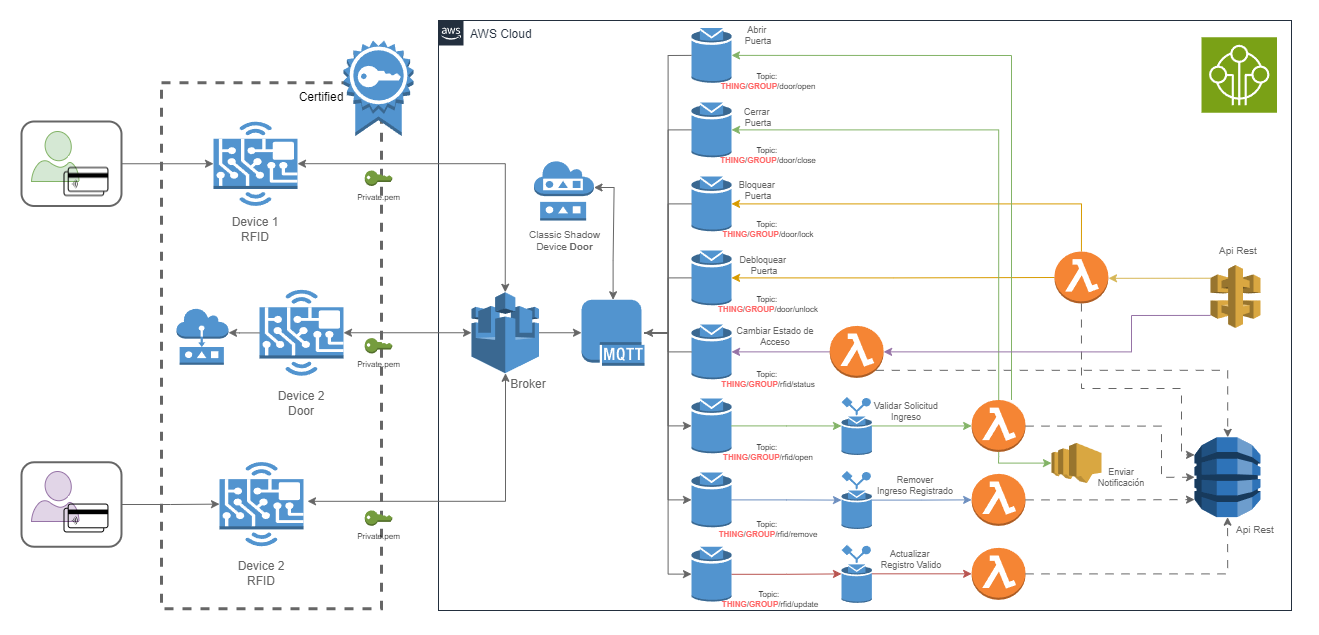 aws
AWS Cloud
Certified
Device 1
RFID
Private.pem
Device 2
Door
Private.pem
Device 2
RFID
Private.pem
Classic Shadow
Device Door
Broker
MQTT
Abrir
Puerta
Topic:
THING/GROUP/door/open
Cerrar
Puerta
Topic:
THING/GROUP/door/close
Bloquear
Puerta
Topic:
THING/GROUP/door/lock
Debloquear
Puerta
Topic:
THING/GROUP/door/unlock
Cambiar Estado de
Acceso
Topic:
THING/GROUP/rfid/status
Topic:
THING/GROUP/rfid/open
Validar Solicitud
Ingreso
Topic:
THING/GROUP/rfid/remove
Remover
Ingreso Registrado
Topic:
THING/GROUP/rfid/update
Actualizar
Registro Valido
Api Rest
Enviar
Notificación
Api Rest